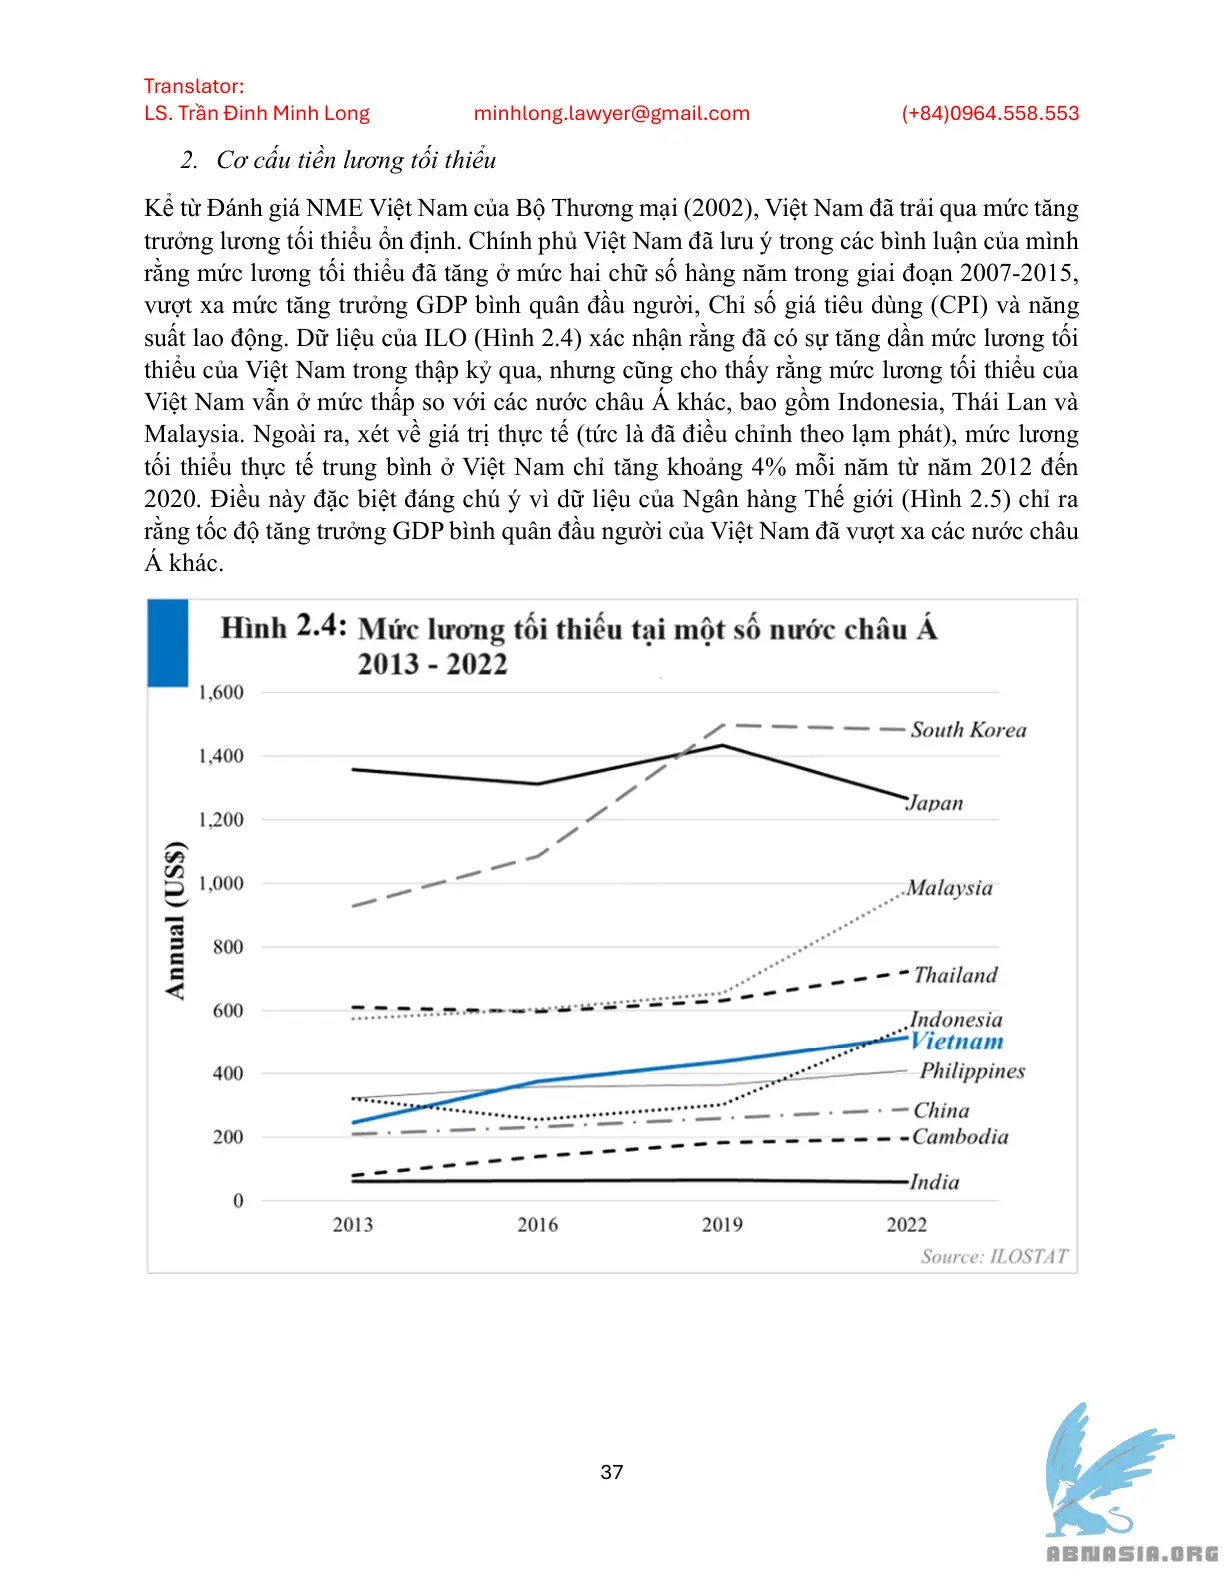 Translator:
LS. Trần Đinh Minh Long minhlong.lawyer@gmail.com (+84)0964.558.553
2. Cơ cấu tiền lương tối thiểu
Kể từ Đánh giá NME Việt Nam của Bộ Thương mại (2002), Việt Nam đã trải qua mức tăng
trưởng lương tối thiểu ổn định. Chính phủ Việt Nam đã lưu ý trong các bình luận của mình
rằng mức lương tối thiểu đã tăng ở mức hai chữ số hàng năm trong giai đoạn 2007-2015,
vượt xa mức tăng trưởng GDP bình quân đầu người, Chỉ số giá tiêu dùng (CPI) và năng
suất lao động. Dữ liệu của ILO (Hình 2.4) xác nhận rằng đã có sự tăng dần mức lương tối
thiểu của Việt Nam trong thập kỷ qua, nhưng cũng cho thấy rằng mức lương tối thiểu của
Việt Nam vẫn ở mức thấp so với các nước châu Á khác, bao gồm Indonesia, Thái Lan và
Malaysia. Ngoài ra, xét về giá trị thực tế (tức là đã điều chỉnh theo lạm phát), mức lương
tối thiểu thực tế trung bình ở Việt Nam chỉ tăng khoảng 4% mỗi năm từ năm 2012 đến
2020. Điều này đặc biệt đáng chú ý vì dữ liệu của Ngân hàng Thế giới (Hình 2.5) chỉ ra
rằng tốc độ tăng trưởng GDP bình quân đầu người của Việt Nam đã vượt xa các nước châu
Á khác.
Hình 2.4: Mức lương tối thiểu tại một số nước châu Á
2013 - 2022
1,600
South Korea
1,400
Japan
1,200
Annual (US$)
1,000
Malaysia
800
Thailand
600
Indonesia
Vietnam
400
Philippines
China
200
Cambodia
India
0
2013 2016 2019 2022
Source: ILOSTAT
37
ABNASIA.ORG